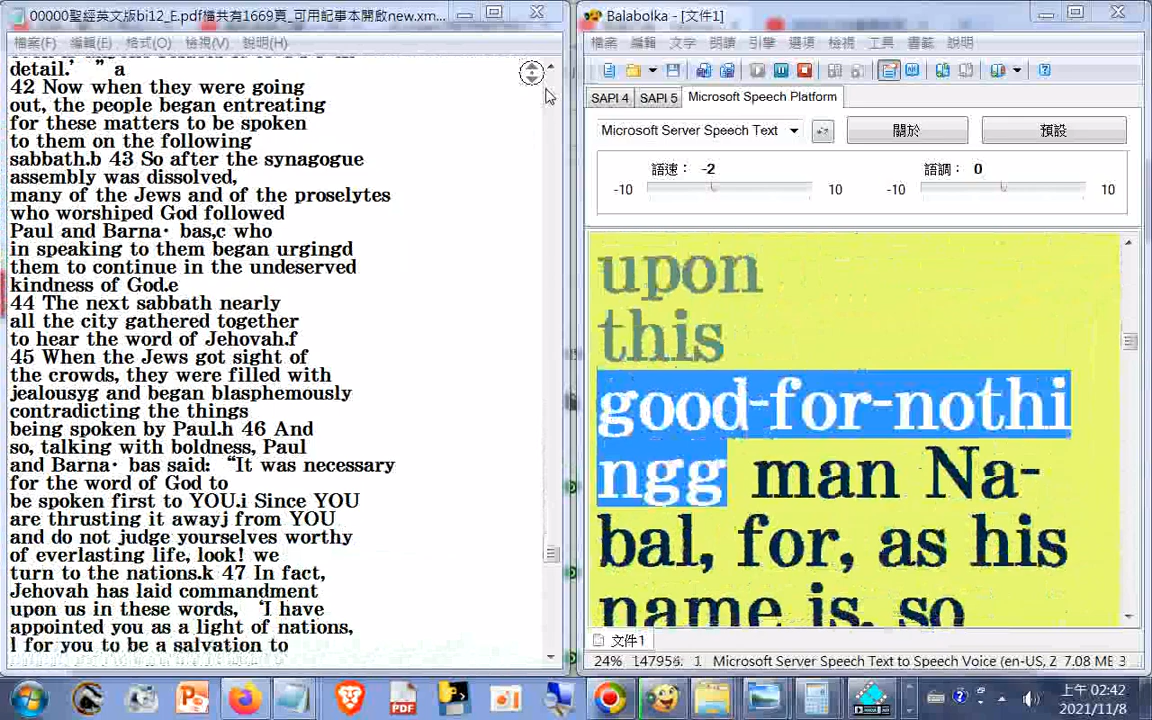 00000聖經英文版bi12_E.pdf檔共有1669頁_可用記事本開啟new.xm...
檔案(F) 編輯(E) 格式(O) 檢視(V) 說明(H)
detail.’ ” a
42 Now when they were going
out, the people began entreating
for these matters to be spoken
to them on the following
sabbath.b 43 So after the synagogue
assembly was dissolved,
many of the Jews and of the proselytes
who worshiped God followed
Paul and Barna· bas,c who
in speaking to them began urgingd
them to continue in the undeserved
kindness of God.e
44 The next sabbath nearly
all the city gathered together
to hear the word of Jehovah.f
45 When the Jews got sight of
the crowds, they were filled with
jealousyg and began blasphemously
contradicting the things
being spoken by Paul.h 46 And
so, talking with boldness, Paul
and Barna· bas said: “It was necessary
for the word of God to
be spoken first to YOU.i Since YOU
are thrusting it awayj from YOU
and do not judge yourselves worthy
of everlasting life, look! we
turn to the nations.k 47 In fact,
Jehovah has laid commandment
upon us in these words, ‘I have
appointed you as a light of nations,
l for you to be a salvation to
Balabolka - [文件1]
檔案 編輯 文字 朗讀 引擎 選項 檢視 工具 書籤 說明
SAPI 4 SAPI 5 Microsoft Speech Platform
Microsoft Server Speech Text 關於 預設
語速： -2 語調： 0
-10 10 -10 10
upon
this
good-for-nothi
ngg man Na-
bal, for, as his
name is, so
文件1
24% 147956: 1 Microsoft Server Speech Text to Speech Voice (en-US, Z 7.08 MB 3
PDF
上午 02:42
2021/11/8